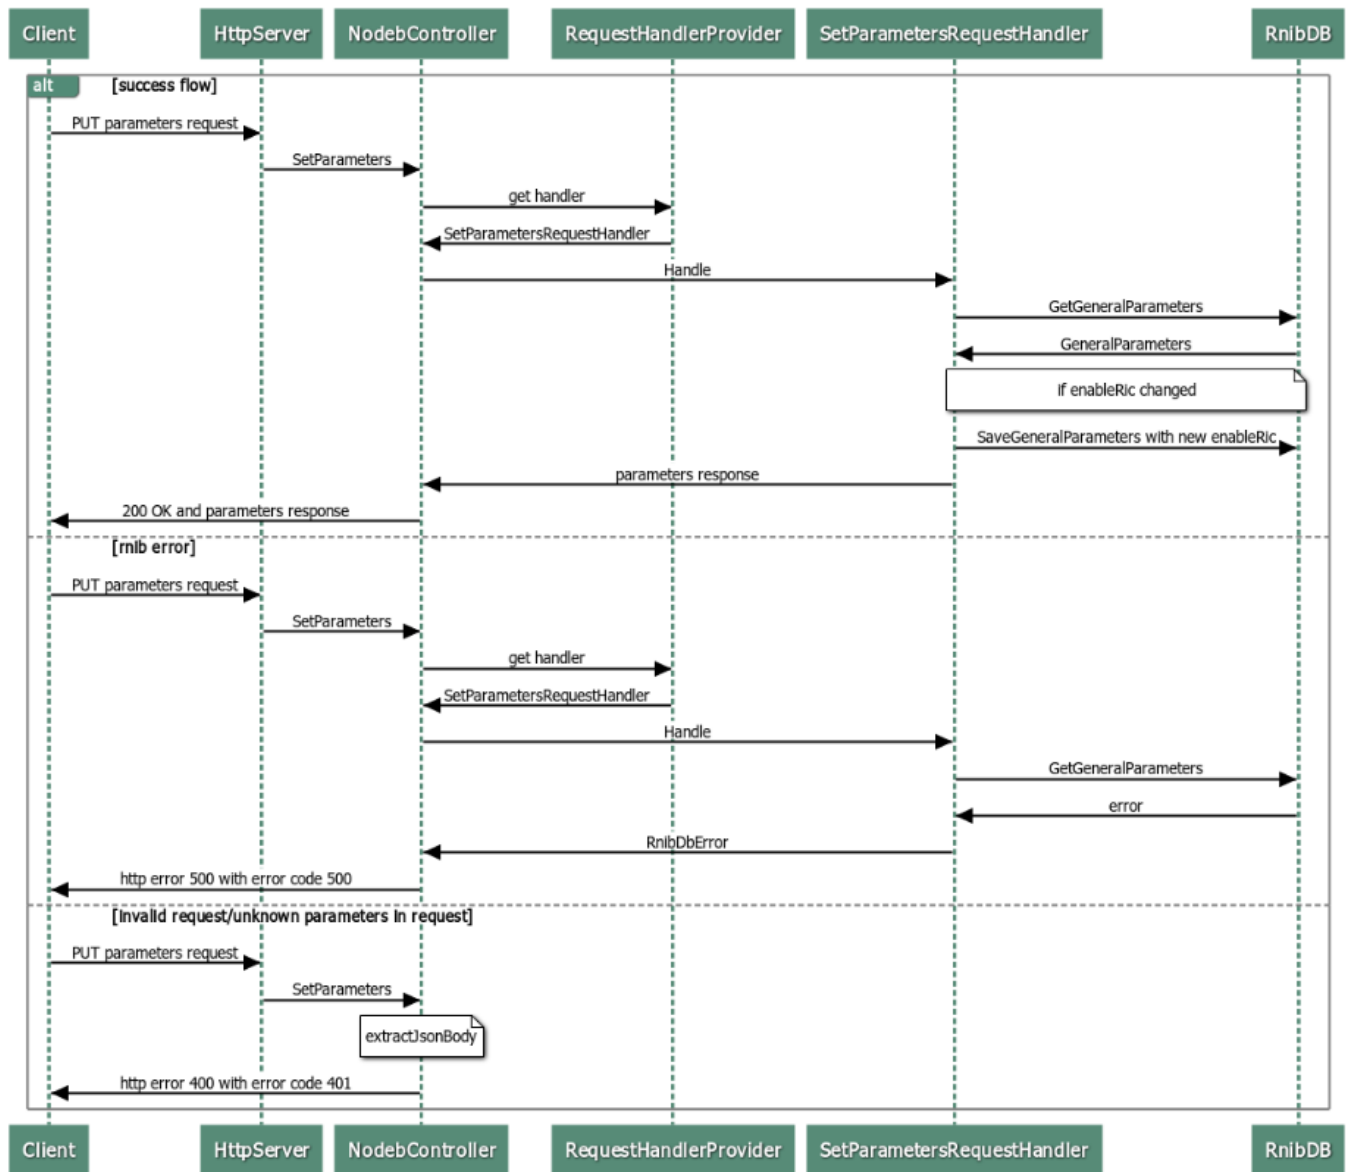 Client HttpServer NodebController RequestHandlerProvider SetParametersRequestHandler RnibDB
alt [success flow]
PUT parameters request
SetParameters
get handler
SetParametersRequestHandler
Handle
GetGeneralParameters
GeneralParameters
if enableRic changed
SaveGeneralParameters with new enableRic
parameters response
200 OK and parameters response
[rnib error]
PUT parameters request
SetParameters
get handler
SetParametersRequestHandler
Handle
GetGeneralParameters
error
RnibDbError
http error 500 with error code 500
[invalid request/unknown parameters in request]
PUT parameters request
SetParameters
extractJsonBody
http error 400 with error code 401
Client HttpServer NodebController RequestHandlerProvider SetParametersRequestHandler RnibDB